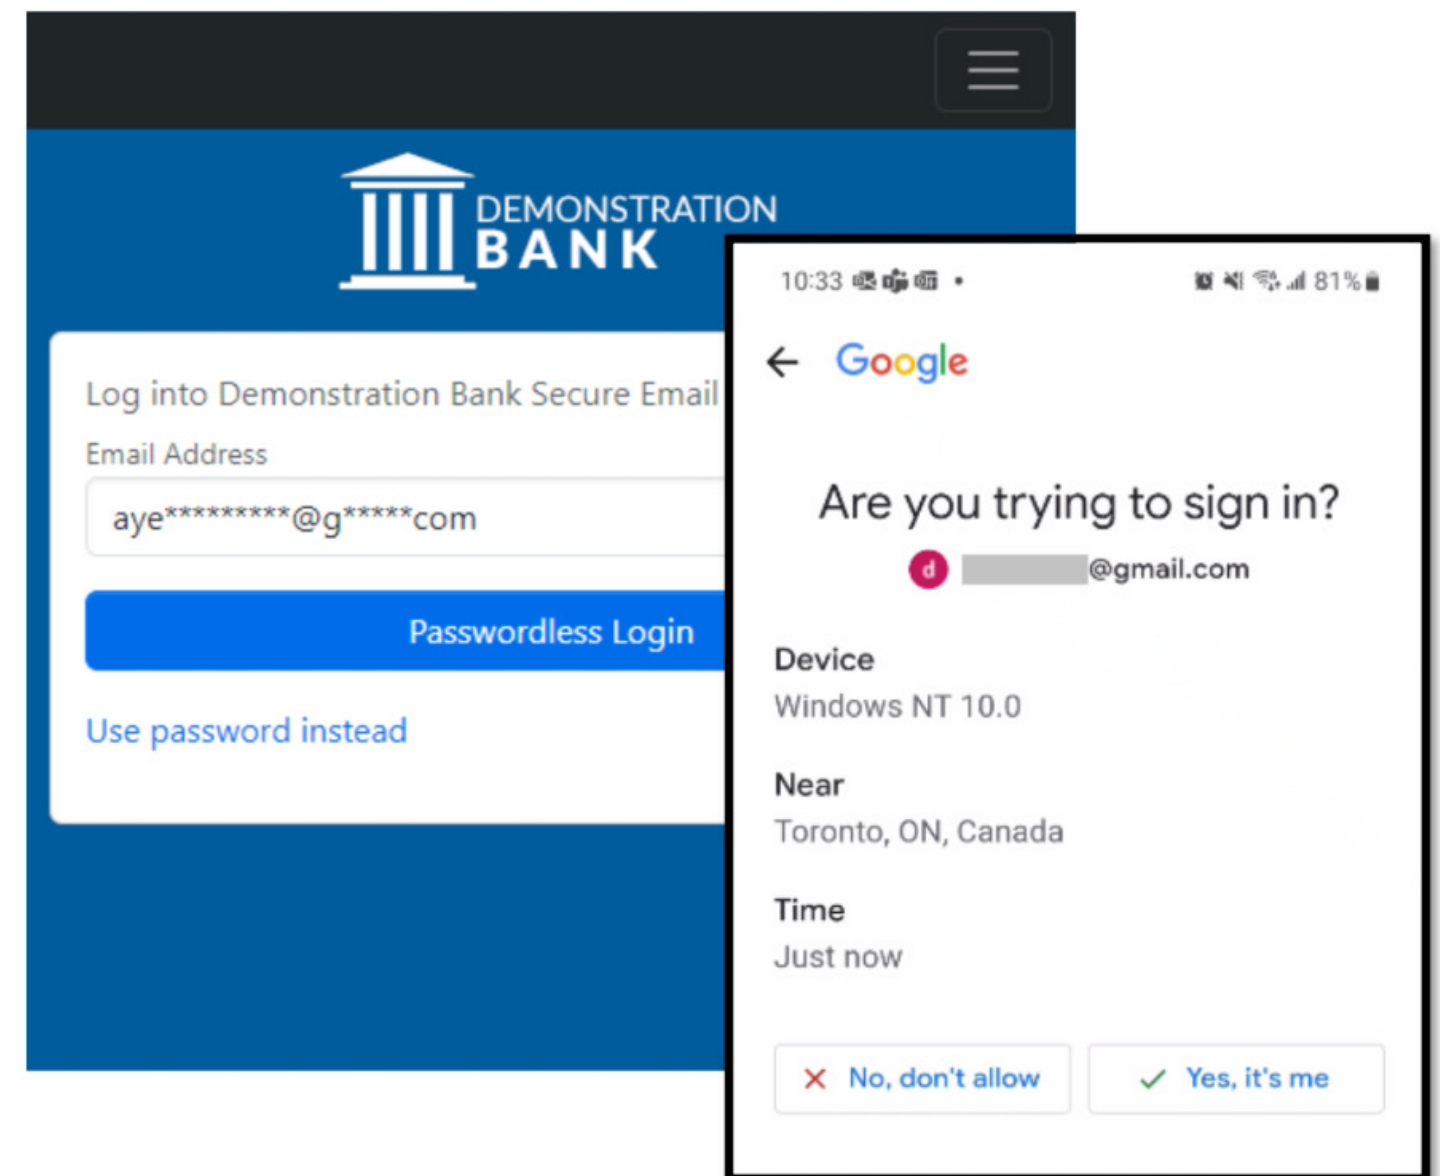 DEMONSTRATION
BANK
Log into Demonstration Bank Secure Email
Email Address
aye*********@g*****com
Passwordless Login
Use password instead
10:33
81%
Google
Are you trying to sign in?
d @gmail.com
Device
Windows NT 10.0
Near
Toronto, ON, Canada
Time
Just now
No, don't allow
Yes, it's me